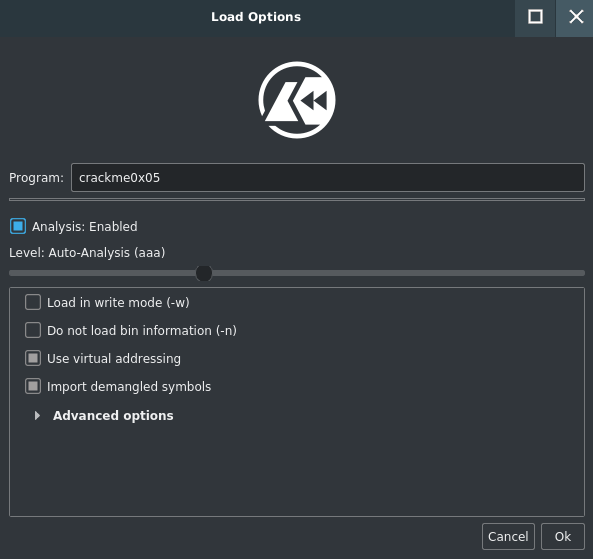 Load Options
Program: crackme0x05
Analysis: Enabled
Level: Auto-Analysis (aaa)
Load in write mode (-w)
Do not load bin information (-n)
Use virtual addressing
Import demangled symbols
Advanced options
Cancel Ok